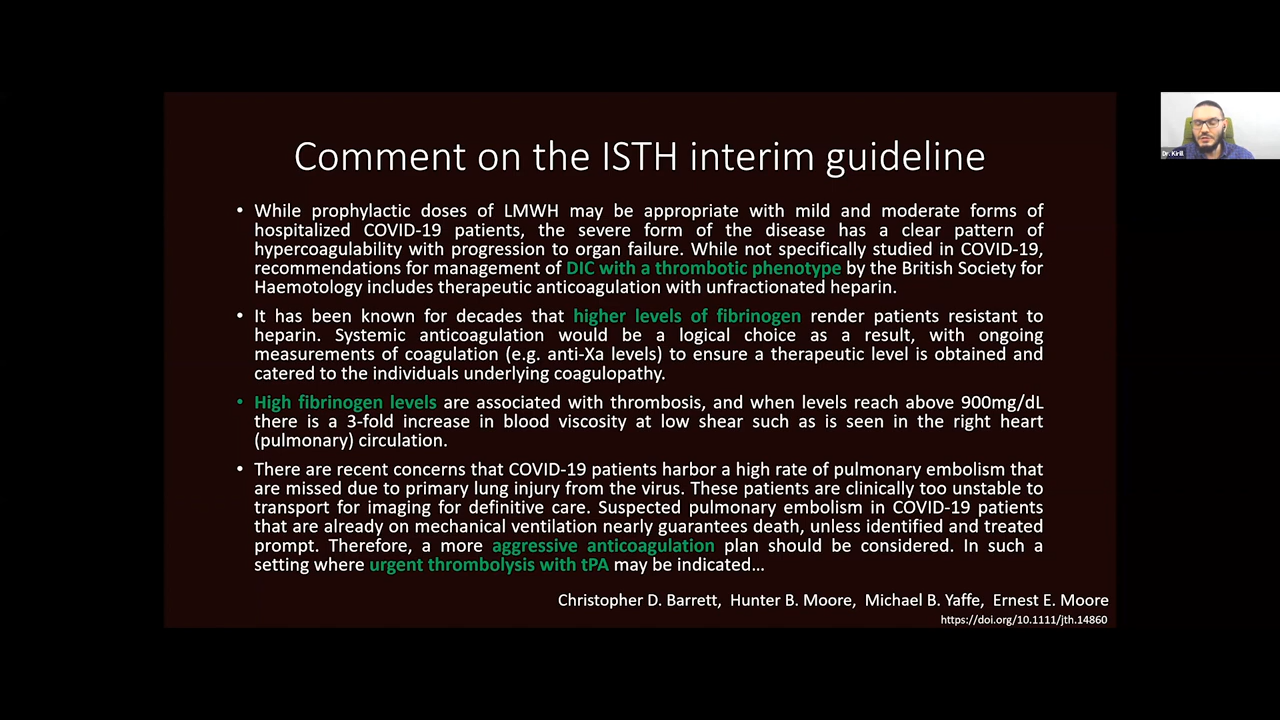 Comment on the ISTH interim guideline
• While prophylactic doses of LMWH may be appropriate with mild and moderate forms of
hospitalized COVID-19 patients, the severe form of the disease has a clear pattern of
hypercoagulability with progression to organ failure. While not specifically studied in COVID-19,
recommendations for management of DIC with a thrombotic phenotype by the British Society for
Haemotology includes therapeutic anticoagulation with unfractionated heparin.
• It has been known for decades that higher levels of fibrinogen render patients resistant to
heparin. Systemic anticoagulation would be a logical choice as a result, with ongoing
measurements of coagulation (e.g. anti-Xa levels) to ensure a therapeutic level is obtained and
catered to the individuals underlying coagulopathy.
• High fibrinogen levels are associated with thrombosis, and when levels reach above 900mg/dL
there is a 3-fold increase in blood viscosity at low shear such as is seen in the right heart
(pulmonary) circulation.
• There are recent concerns that COVID-19 patients harbor a high rate of pulmonary embolism that
are missed due to primary lung injury from the virus. These patients are clinically too unstable to
transport for imaging for definitive care. Suspected pulmonary embolism in COVID-19 patients
that are already on mechanical ventilation nearly guarantees death, unless identified and treated
prompt. Therefore, a more aggressive anticoagulation plan should be considered. In such a
setting where urgent thrombolysis with tPA may be indicated…
Christopher D. Barrett, Hunter B. Moore, Michael B. Yaffe, Ernest E. Moore
https://doi.org/10.1111/jth.14860
Dr. Kirill